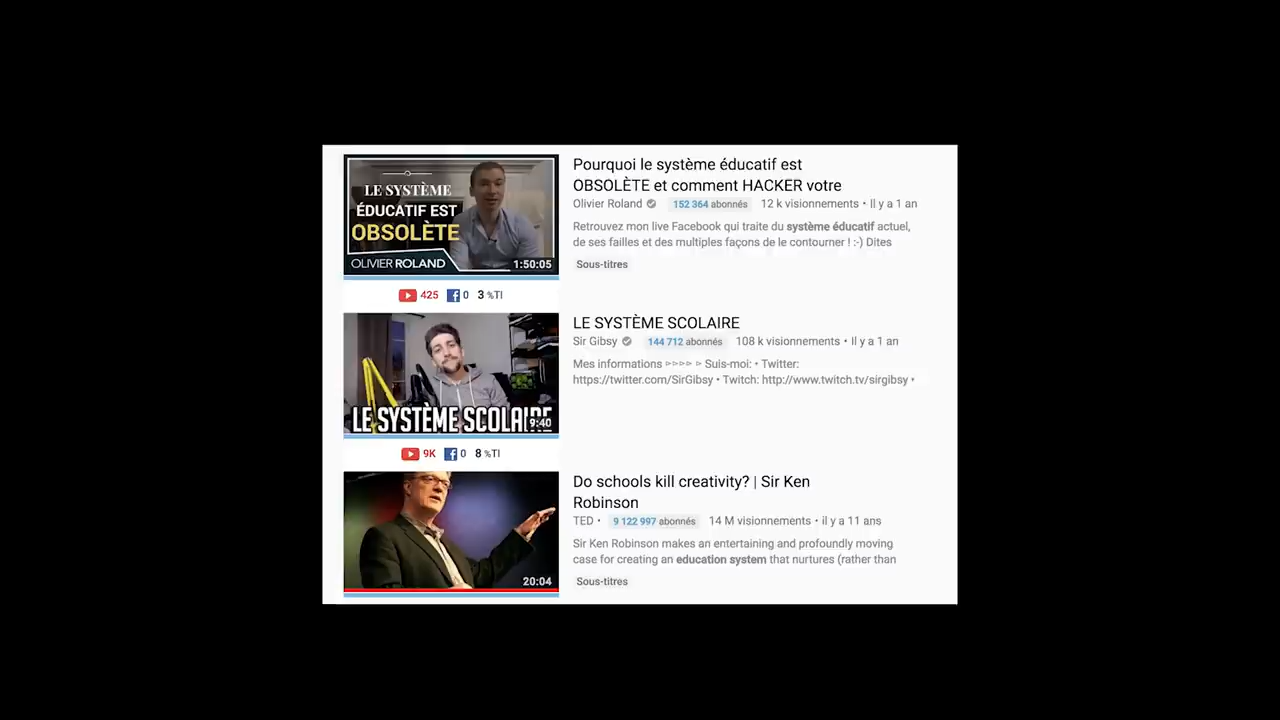 LE SYSTÈME
ÉDUCATIF EST
OBSOLÈTE
OLIVIER ROLAND
1:50:05
425 0 3 %TI
Pourquoi le système éducatif est
OBSOLÈTE et comment HACKER votre
Olivier Roland 152 364 abonnés 12 k visionnements • Il y a 1 an
Retrouvez mon live Facebook qui traite du système éducatif actuel,
de ses failles et des multiples façons de le contourner ! :-) Dites
Sous-titres
LE SYSTÈME SCOLAIRE
9:40
9K 0 8 %TI
LE SYSTÈME SCOLAIRE
Sir Gibsy 144 712 abonnés 108 k visionnements • Il y a 1 an
Mes informations ▻▻▻▻ ▻ Suis-moi: • Twitter:
https://twitter.com/SirGibsy • Twitch: http://www.twitch.tv/sirgibsy •
20:04
Do schools kill creativity? | Sir Ken
Robinson
TED • 9 122 997 abonnés 14 M visionnements • il y a 11 ans
Sir Ken Robinson makes an entertaining and profoundly moving
case for creating an education system that nurtures (rather than
Sous-titres